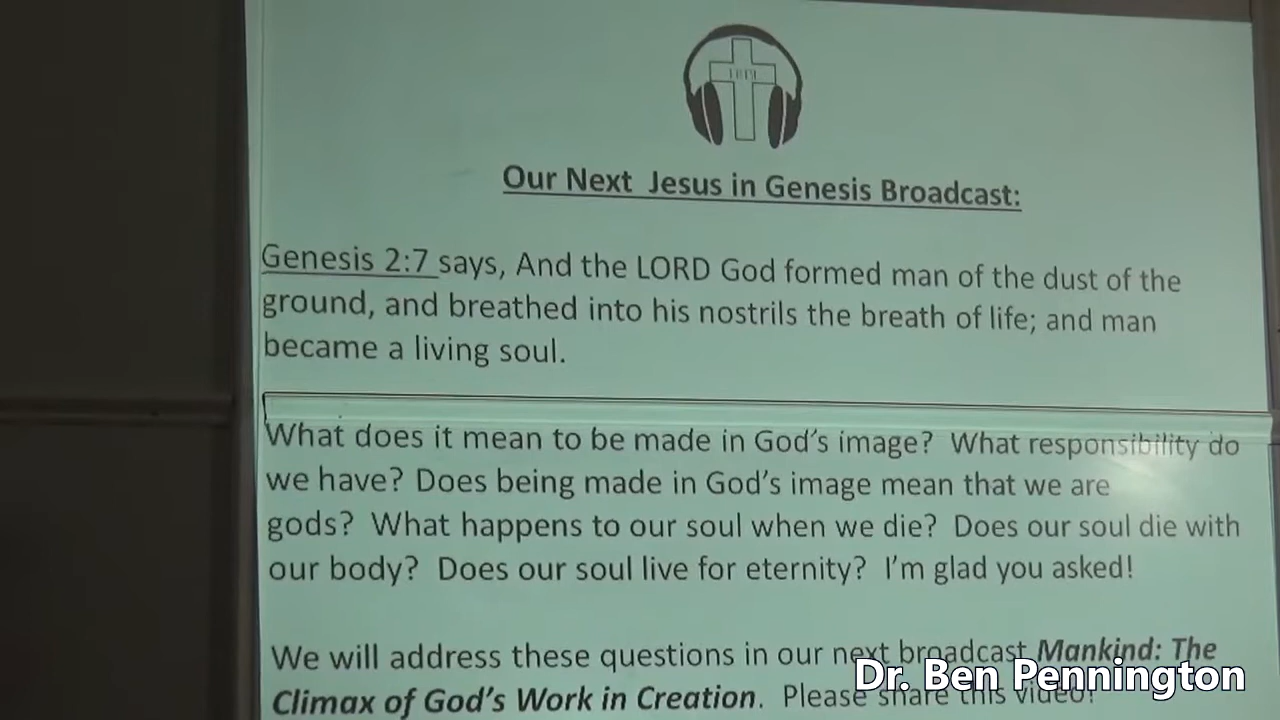 Our Next Jesus in Genesis Broadcast:
Genesis 2:7 says, And the LORD God formed man of the dust of the
ground, and breathed into his nostrils the breath of life; and man
became a living soul.
What does it mean to be made in God's image? What responsibility do
we have? Does being made in God's image mean that we are
gods? What happens to our soul when we die? Does our soul die with
our body? Does our soul live for eternity? I'm glad you asked!
We will address these questions in our next broadcast Mankind: The
Climax of God's Work in Creation. Please share this video!
Dr. Ben Pennington